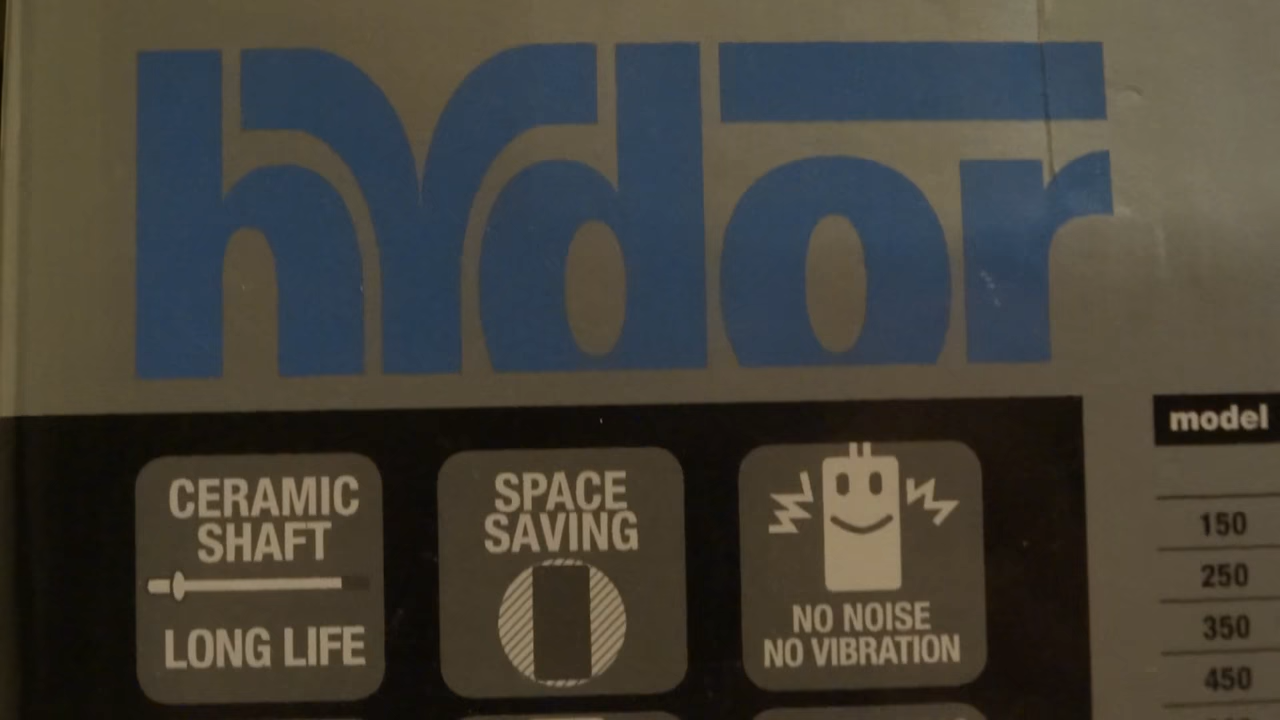 hydor
CERAMIC
SHAFT
LONG LIFE
SPACE
SAVING
NO NOISE
NO VIBRATION
model
150
250
350
450